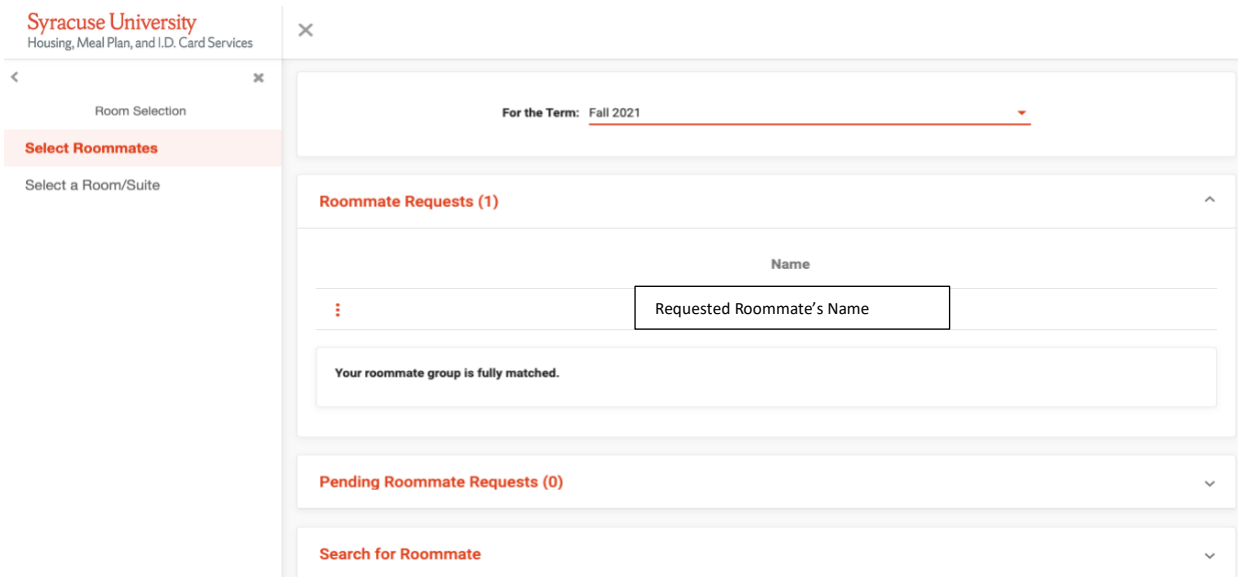 Syracuse University
Housing, Meal Plan, and I.D. Card Services
Room Selection
Select Roommates
Select a Room/Suite
For the Term: Fall 2021
Roommate Requests (1)
Name
Requested Roommate’s Name
Your roommate group is fully matched.
Pending Roommate Requests (0)
Search for Roommate